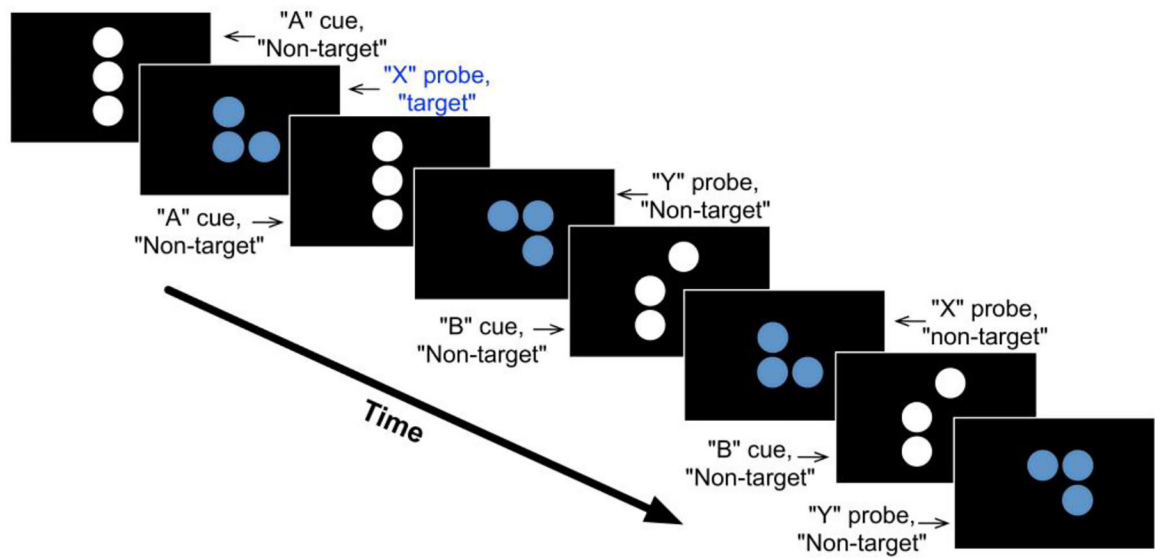 "A" cue,
"Non-target"
"X" probe,
"target"
"A" cue,
"Non-target"
"Y" probe,
"Non-target"
"B" cue,
"Non-target"
"X" probe,
"non-target"
Time
"B" cue,
"Non-target"
"Y" probe,
"Non-target"